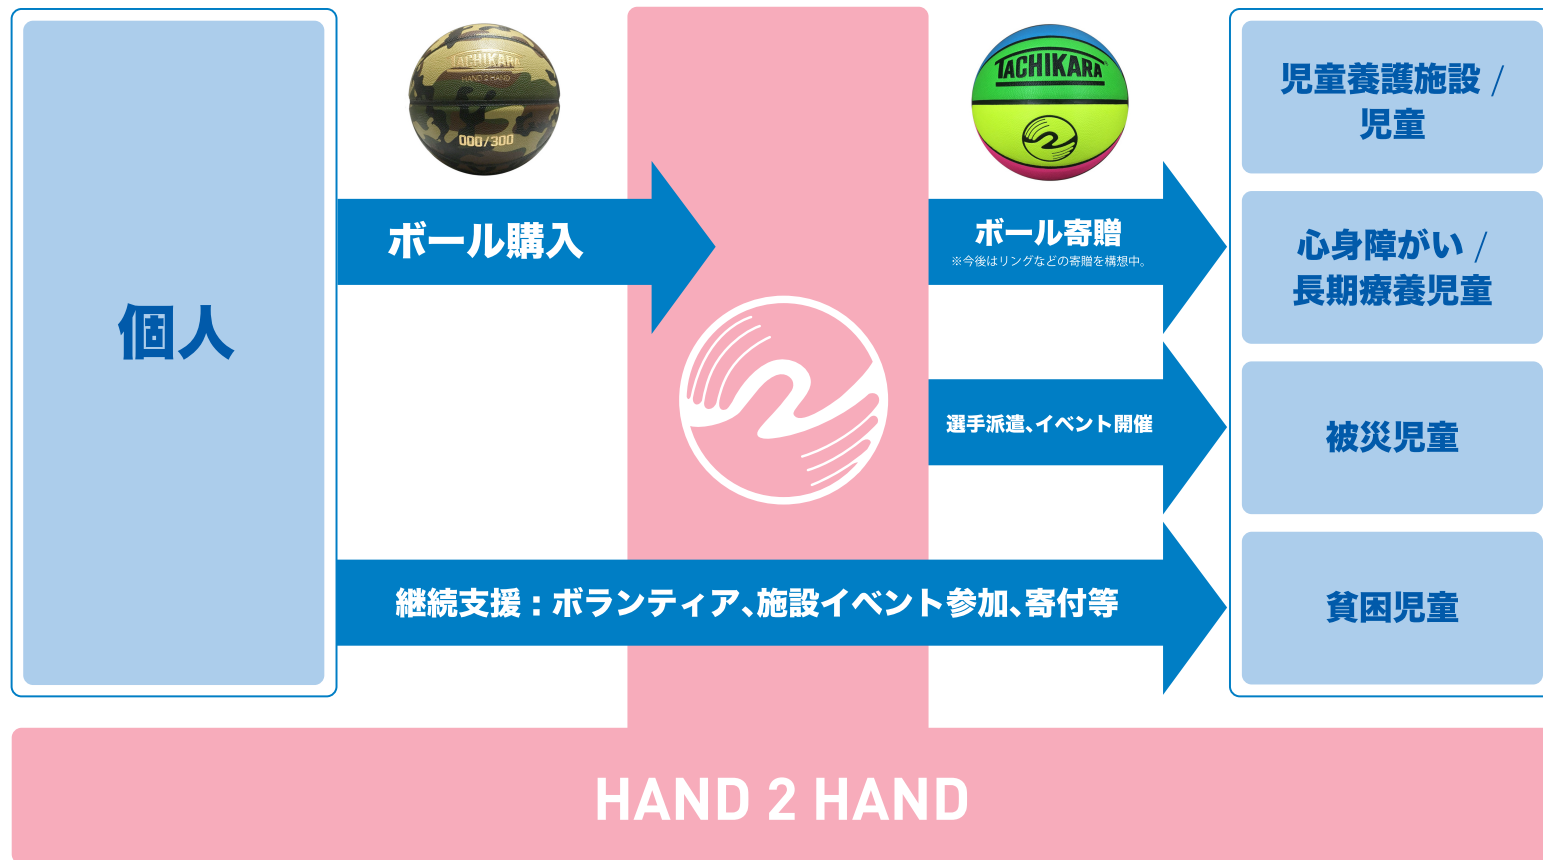 個人
TACHIKARA
HAND 2 HAND
000/300
ボール購入
TACHIKARA
ボール寄贈
※今後はリングなどの寄贈を構想中。
選手派遣、イベント開催
継続支援：ボランティア、施設イベント参加、寄付等
児童養護施設 /
児童
心身障がい /
長期療養児童
被災児童
貧困児童
HAND 2 HAND